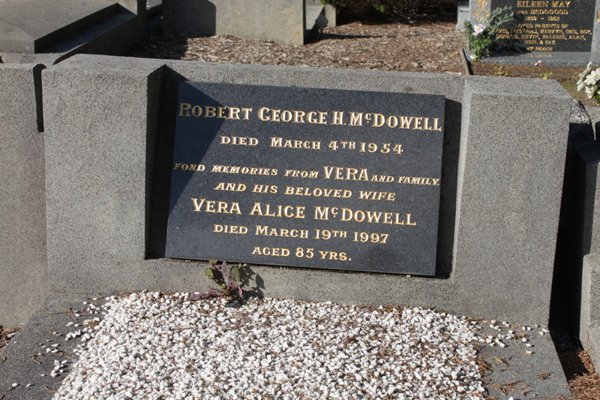 EILEEN MAY
ROBERT GEORGE H. McDOWELL
DIED MARCH 4TH 1954
FOND MEMORIES FROM VERA AND FAMILY.
AND HIS BELOVED WIFE
VERA ALICE McDOWELL
DIED MARCH 19TH 1997
AGED 85 YRS.